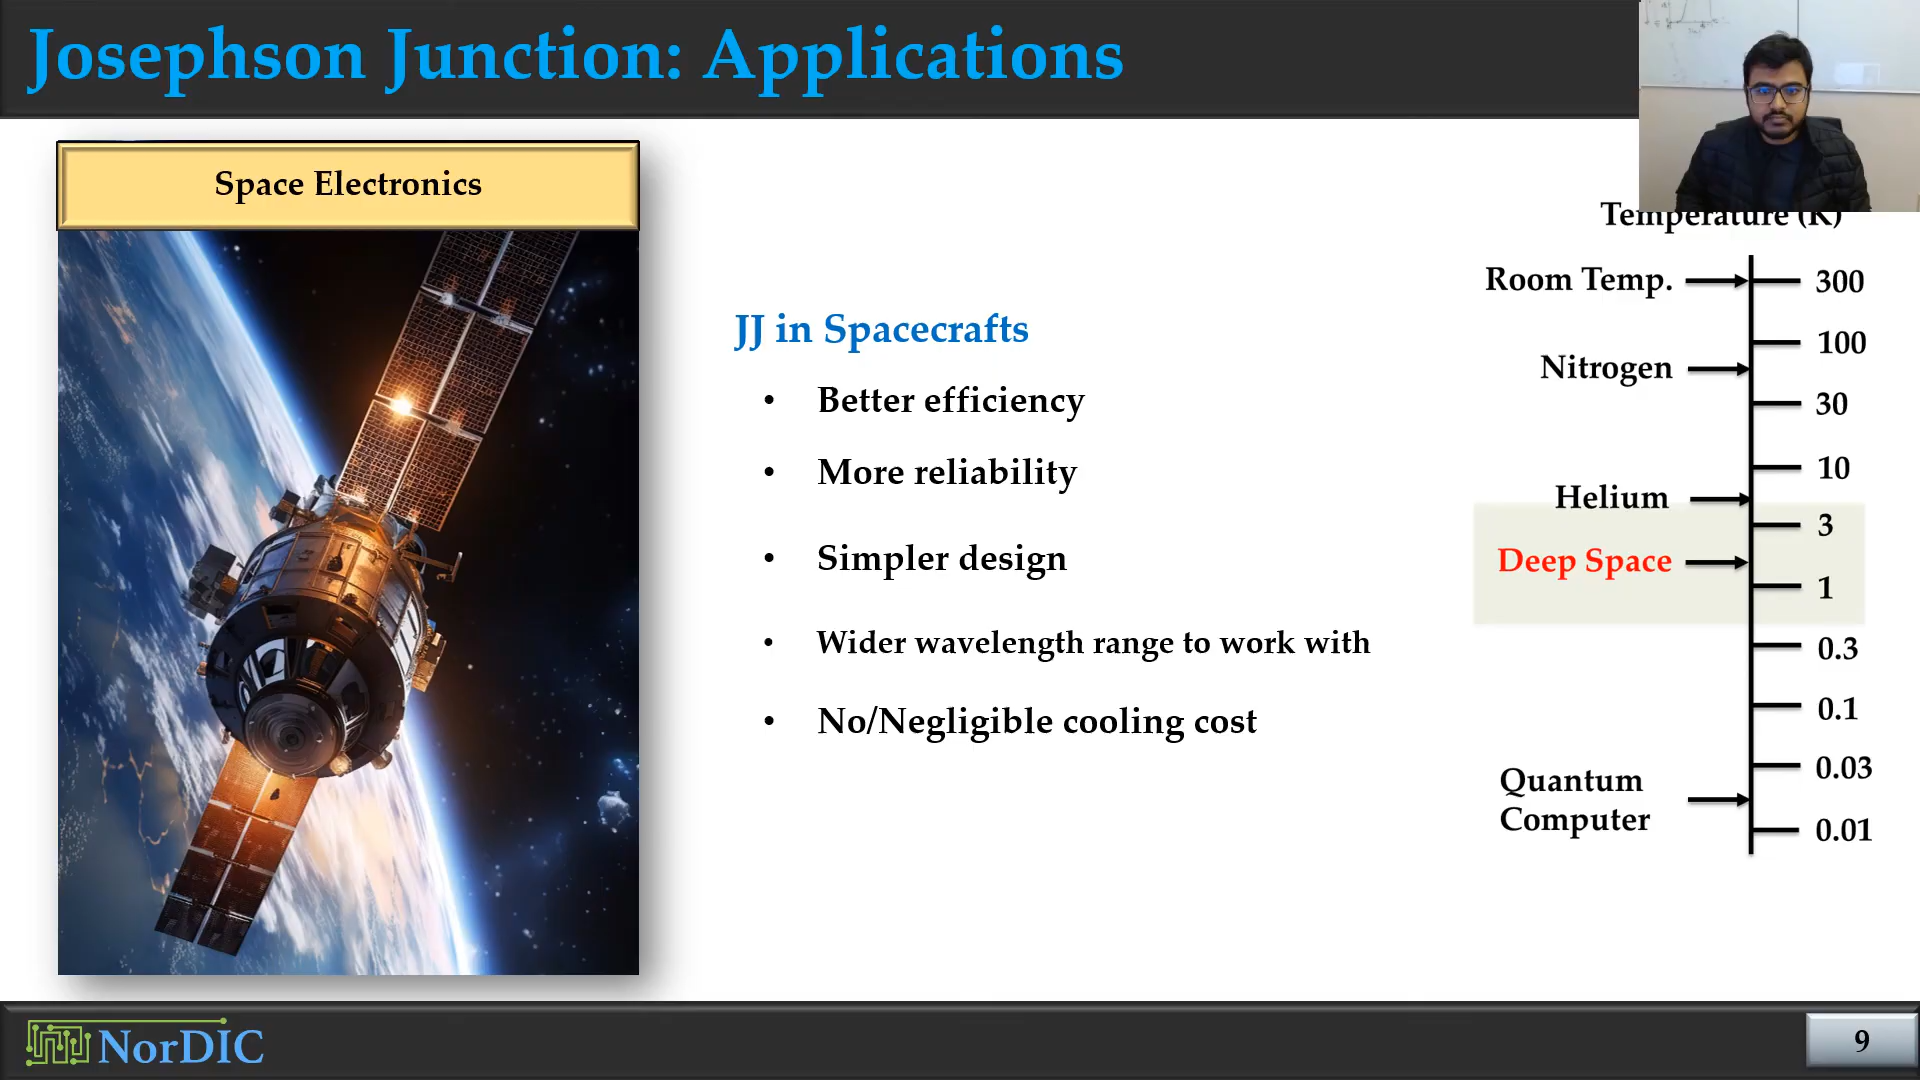 Josephson Junction: Applications
Space Electronics
JJ in Spacecrafts
• Better efficiency
• More reliability
• Simpler design
• Wider wavelength range to work with
• No/Negligible cooling cost
Temperature (K)
Room Temp.
300
100
Nitrogen
30
10
Helium
3
Deep Space
1
0.3
0.1
0.03
Quantum
Computer
0.01
NorDIC
9